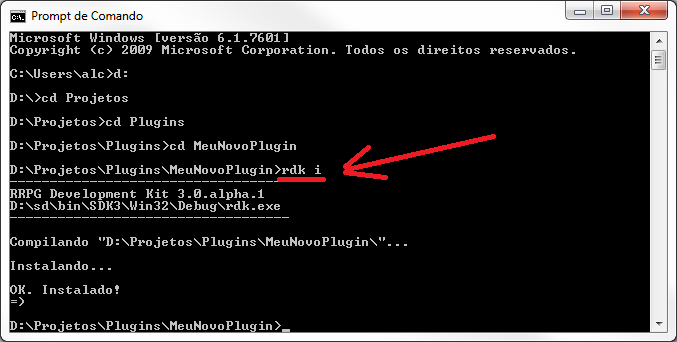 Prompt de Comando
Microsoft Windows [versão 6.1.7601]
Copyright (c) 2009 Microsoft Corporation. Todos os direitos reservados.
C:\Users\alc>d:
D:\>cd Projetos
D:\Projetos>cd Plugins
D:\Projetos\Plugins>cd MeuNovoPlugin
D:\Projetos\Plugins\MeuNovoPlugin>rdk i
-----------------------------------
RRPG Development Kit 3.0.alpha.1
D:\sd\bin\SDK3\Win32\Debug\rdk.exe
-----------------------------------
Compilando "D:\Projetos\Plugins\MeuNovoPlugin\"...
Instalando...
OK. Instalado!
=)
D:\Projetos\Plugins\MeuNovoPlugin>_